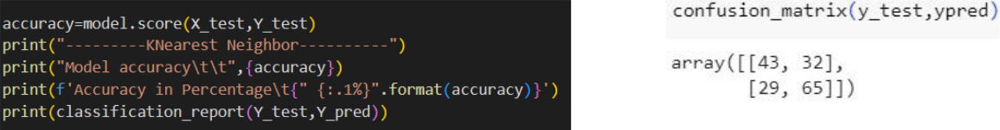 accuracy=model.score(X_test,Y_test)
print("---------KNearest Neighbor----------")
print("Model accuracy\t\t",{accuracy})
print(f'Accuracy in Percentage\t{" {:.1%}".format(accuracy)}')
print(classification_report(Y_test,Y_pred))
confusion_matrix(y_test,ypred)
array([[43, 32],
       [29, 65]])